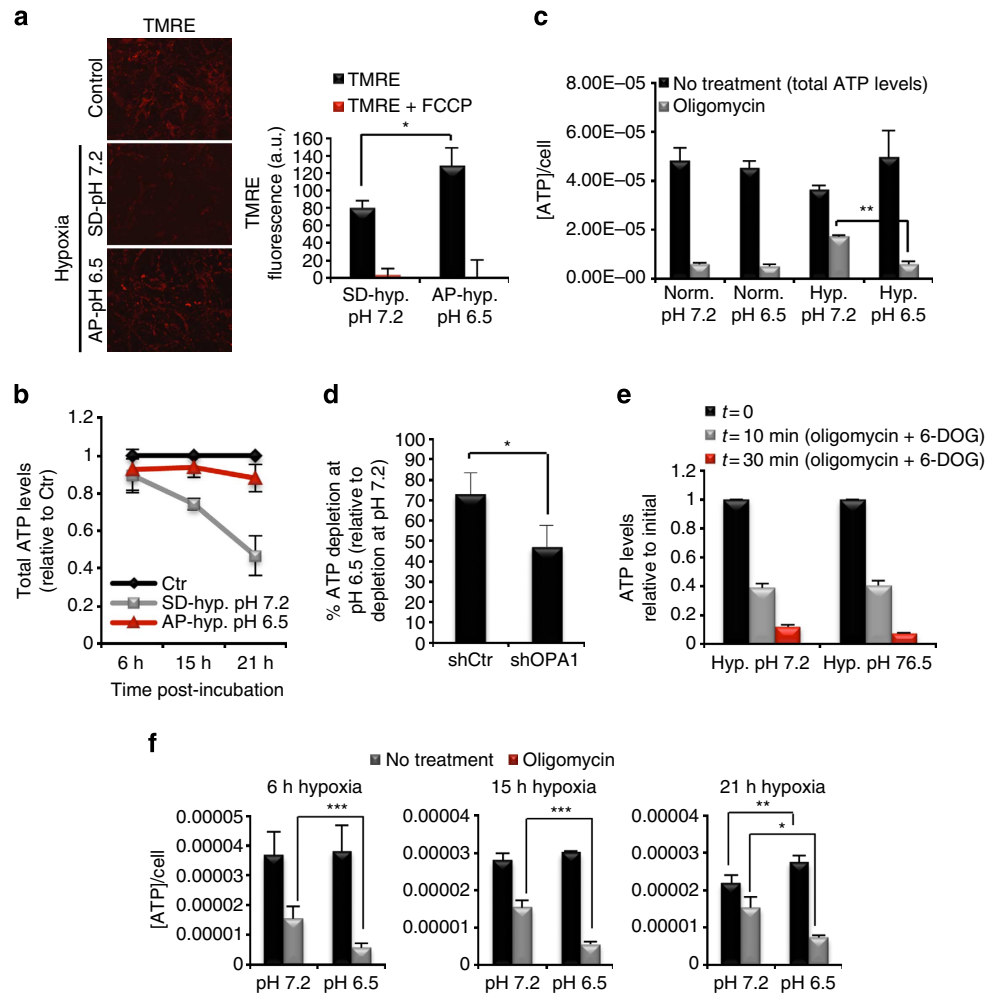 a
TMRE
Control
Hypoxia
SD-pH 7.2
AP-pH 6.5
TMRE
TMRE + FCCP
*
TMRE
fluorescence (a.u.)
160
140
120
100
80
60
40
20
0
SD-hyp.
pH 7.2
AP-hyp.
pH 6.5
c
8.00E–05
6.00E–05
4.00E–05
2.00E–05
0.00E–00
[ATP]/cell
No treatment (total ATP levels)
Oligomycin
**
Norm.
pH 7.2
Norm.
pH 6.5
Hyp.
pH 7.2
Hyp.
pH 6.5
b
1.2
1
0.8
0.6
0.4
0.2
0
Total ATP levels
(relative to Ctr)
Ctr
SD-hyp. pH 7.2
AP-hyp. pH 6.5
6 h
15 h
21 h
Time post-incubation
d
100
90
80
70
60
50
40
30
20
10
0
% ATP depletion at
pH 6.5 (relative to
depletion at pH 7.2)
*
shCtr
shOPA1
e
t = 0
t = 10 min (oligomycin + 6-DOG)
t = 30 min (oligomycin + 6-DOG)
1.2
1
0.8
0.6
0.4
0.2
0
ATP levels
relative to initial
Hyp. pH 7.2
Hyp. pH 76.5
f
No treatment
Oligomycin
6 h hypoxia
***
0.00005
0.00004
0.00003
0.00002
0.00001
0
[ATP]/cell
pH 7.2
pH 6.5
15 h hypoxia
***
0.00004
0.00003
0.00002
0.00001
0
pH 7.2
pH 6.5
21 h hypoxia
**
*
0.00004
0.00003
0.00002
0.00001
0
pH 7.2
pH 6.5